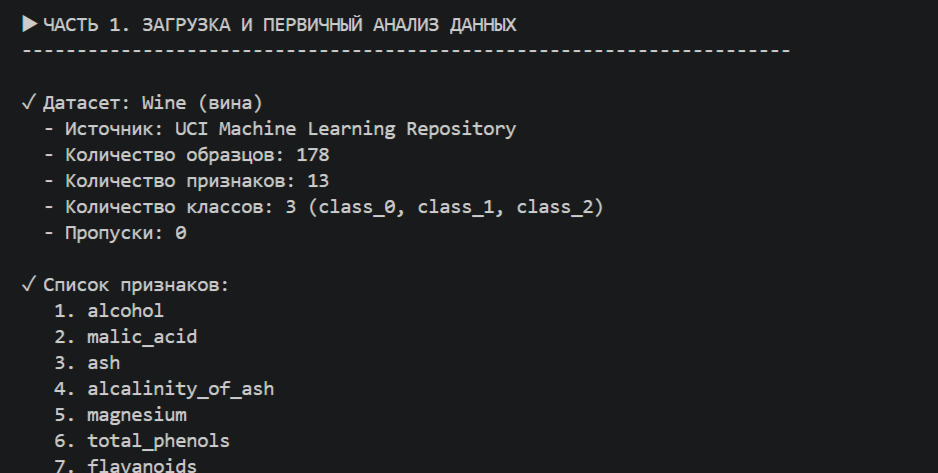 ▶ ЧАСТЬ 1. ЗАГРУЗКА И ПЕРВИЧНЫЙ АНАЛИЗ ДАННЫХ
----------------------------------------------------------------------
✓ Датасет: Wine (вина)
- Источник: UCI Machine Learning Repository
- Количество образцов: 178
- Количество признаков: 13
- Количество классов: 3 (class_0, class_1, class_2)
- Пропуски: 0
✓ Список признаков:
1. alcohol
2. malic_acid
3. ash
4. alcalinity_of_ash
5. magnesium
6. total_phenols
7. flavanoids